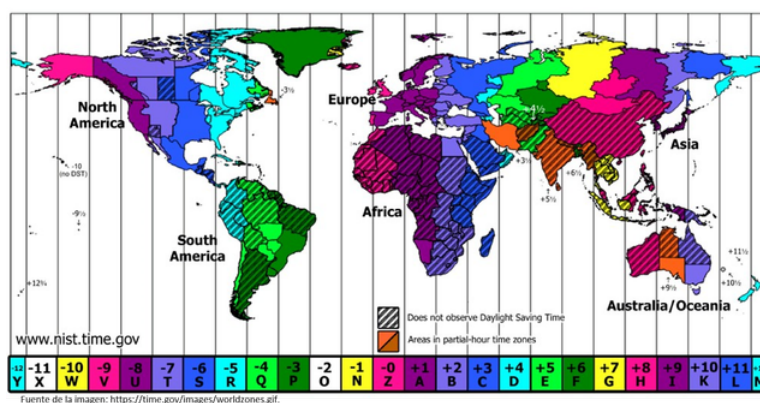 -3½
Europe
North
America
-4½
Asia
-10
(no DST)
+3½
+6½
+5½
-9½
Africa
South
America
+12¾
+11½
+9½
+10½
Australia/Oceania
Does not observe Daylight Saving Time
Areas in partial-hour time zones
www.nist.time.gov
-12 -11 -10 -9 -8 -7 -6 -5 -4 -3 -2 -1 -0 +1 +2 +3 +4 +5 +6 +7 +8 +9 +10 +11
Y X W V U T S R Q P O N Z A B C D E F G H I K L
Fuente de la imagen: https://time.gov/images/worldzones.gif.